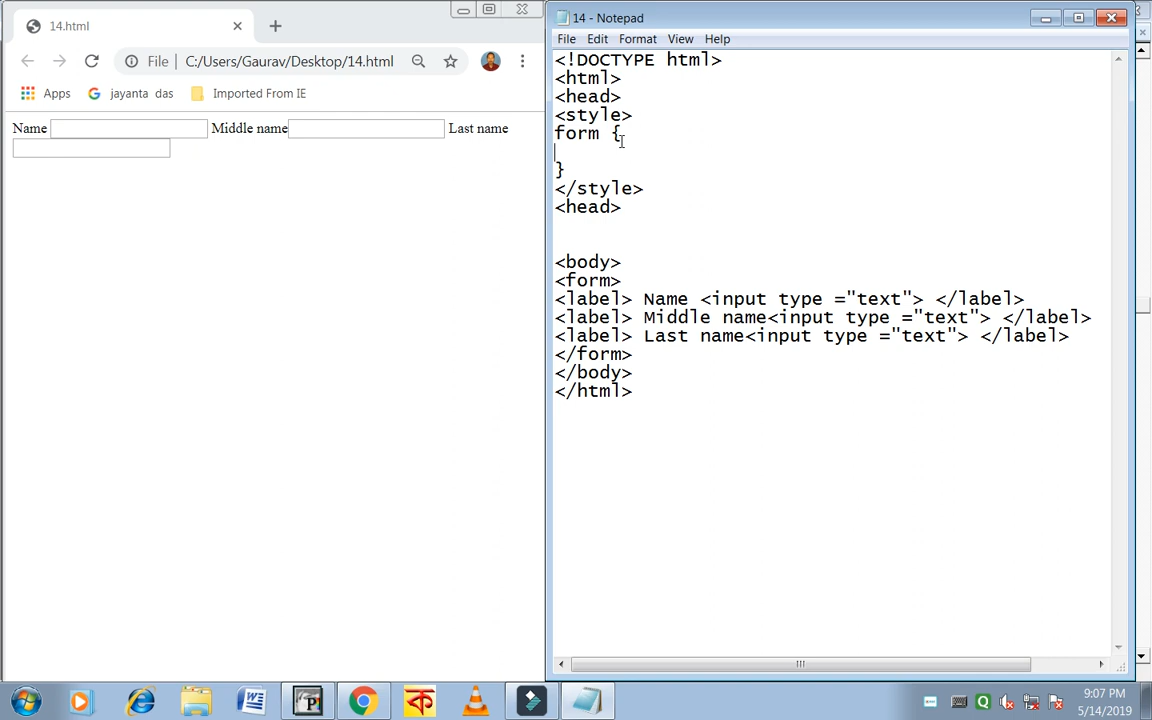 14.html
File
C:/Users/Gaurav/Desktop/14.html
Apps
jayanta das
Imported From IE
Name
Middle name
Last name
14 - Notepad
File Edit Format View Help
<!DOCTYPE html>
<html>
<head>
<style>
form {
}
</style>
<head>
<body>
<form>
<label> Name <input type ="text"> </label>
<label> Middle name<input type ="text"> </label>
<label> Last name<input type ="text"> </label>
</form>
</body>
</html>
9:07 PM
5/14/2019